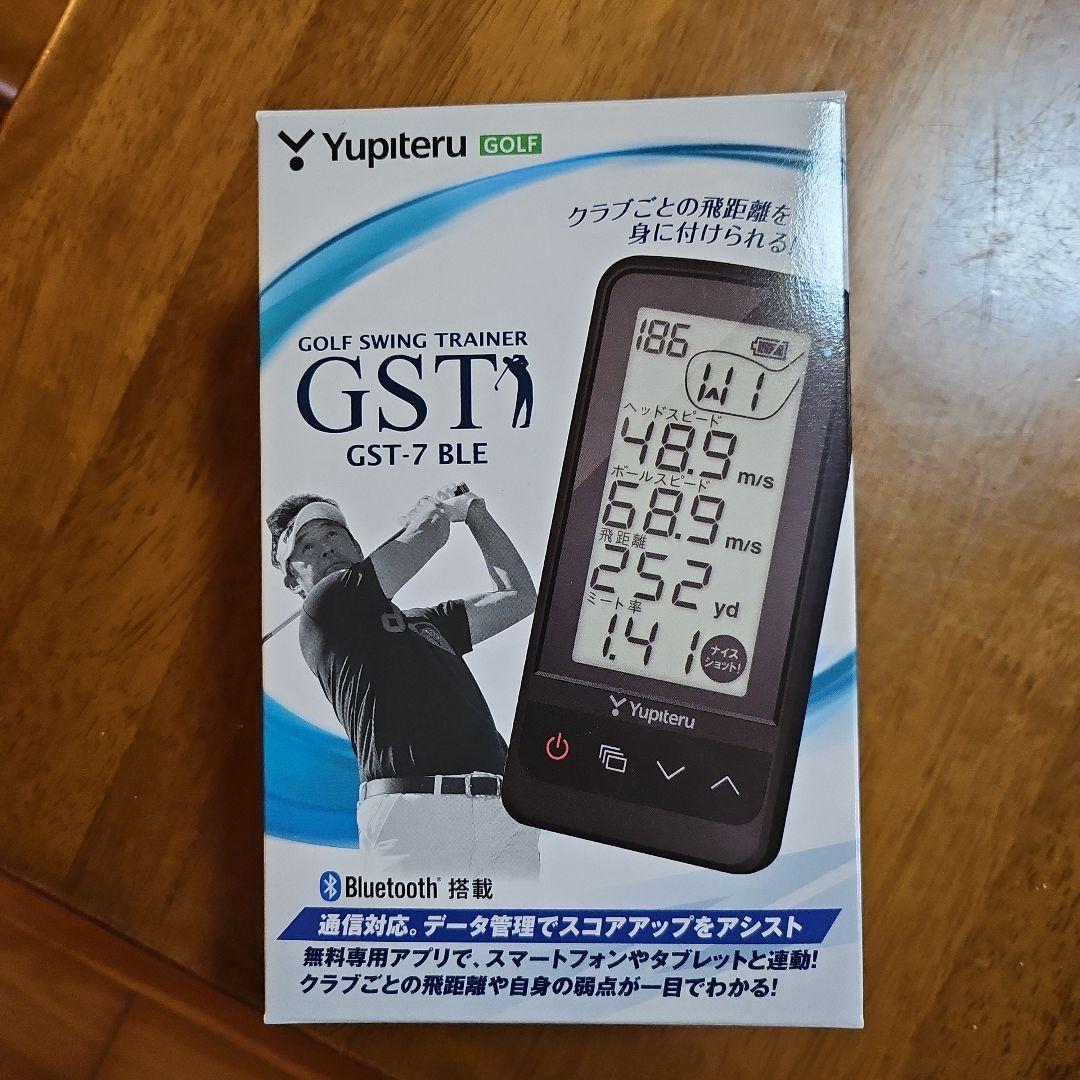 Yupiteru GOLF
クラブごとの飛距離を
身に付けられる!
GOLF SWING TRAINER
GST
GST-7 BLE
186
W1
ヘッドスピード
48.9 m/s
ボールスピード
68.9 m/s
飛距離
252 yd
ミート率
1.41
ナイス
ショット!
Yupiteru
Bluetooth® 搭載
通信対応。データ管理でスコアアップをアシスト
無料専用アプリで、スマートフォンやタブレットと連動!
クラブごとの飛距離や自身の弱点が一目でわかる!